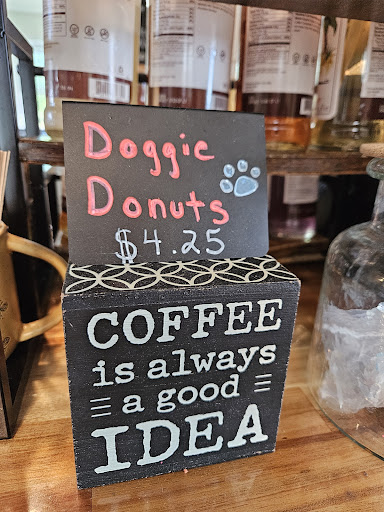 Doggie
Donuts
$4.25
COFFEE
is always
a good
IDEA